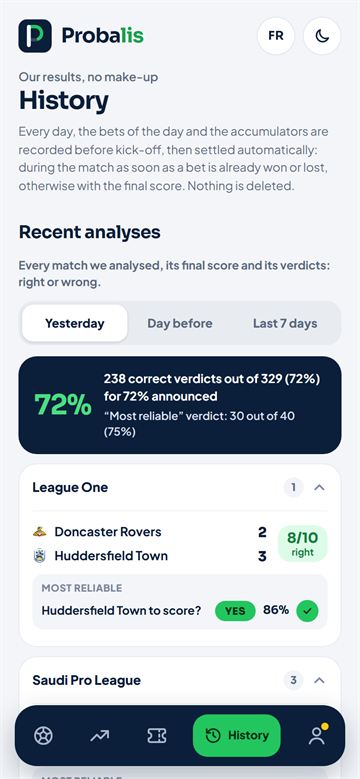 Probalis
FR
Our results, no make-up
History
Every day, the bets of the day and the accumulators are
recorded before kick-off, then settled automatically:
during the match as soon as a bet is already won or lost,
otherwise with the final score. Nothing is deleted.
Recent analyses
Every match we analysed, its final score and its verdicts:
right or wrong.
Yesterday
Day before
Last 7 days
72%
238 correct verdicts out of 329 (72%)
for 72% announced
“Most reliable” verdict: 30 out of 40
(75%)
League One
1
Doncaster Rovers 2
Huddersfield Town 3
8/10
right
MOST RELIABLE
Huddersfield Town to score? YES 86%
Saudi Pro League
3
History